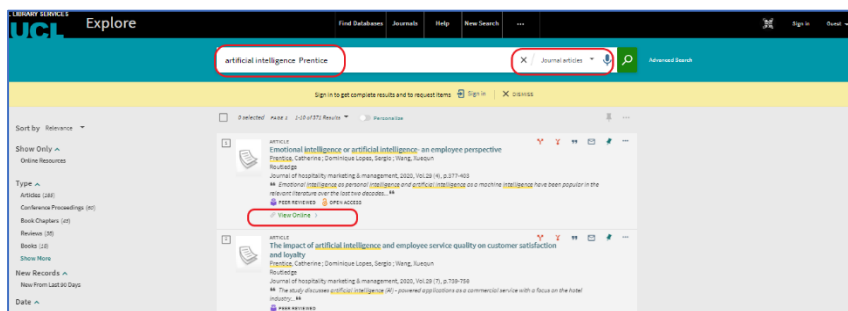 LIBRARY SERVICES
UCL Explore Find Databases Journals Help New Search ... Sign in Guest
artificial intelligence Prentice Journal articles Advanced Search
Sign in to get complete results and to request items Sign in DISMISS
0 selected PAGE 1 1-10 of 371 Results Personalize
Sort by Relevance
Show Only
Online Resources
Type
Articles
Conference Proceedings
Book Chapters
Reviews
Books
Show More
New Records
New From Last 90 Days
Date
ARTICLE
Emotional intelligence or artificial intelligence- an employee perspective
Prentice, Catherine ; Dominique Lopes, Sergio ; Wang, Xuequn
Routledge
Journal of hospitality marketing & management, 2020, Vol.29 (4), p.377-403
Emotional intelligence as personal intelligence and artificial intelligence as a machine intelligence have been popular in the
relevant literature over the last two decades...
PEER REVIEWED OPEN ACCESS
View Online
ARTICLE
The impact of artificial intelligence and employee service quality on customer satisfaction
and loyalty
Prentice, Catherine ; Dominique Lopes, Sergio ; Wang, Xuequn
Routledge
Journal of hospitality marketing & management, 2020, Vol.29 (7), p.739-756
The study discusses artificial intelligence (AI) - powered applications as a commercial service with a focus on the hotel
industry...
PEER REVIEWED